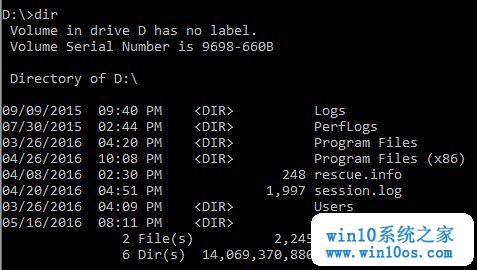 D:\>dir
Volume in drive D has no label.
Volume Serial Number is 9698-660B
Directory of D:\
09/09/2015 09:40 PM <DIR> Logs
07/30/2015 02:44 PM <DIR> PerfLogs
03/26/2016 04:20 PM <DIR> Program Files
04/26/2016 10:08 PM <DIR> Program Files (x86)
04/08/2016 02:30 PM 248 rescue.info
04/20/2016 04:51 PM 1,997 session.log
03/26/2016 04:09 PM <DIR> Users
05/16/2016 08:11 PM <DIR>
2 File(s) 2,245
6 Dir(s) 14,069,370,880
win10系统之家
www.win10os.com